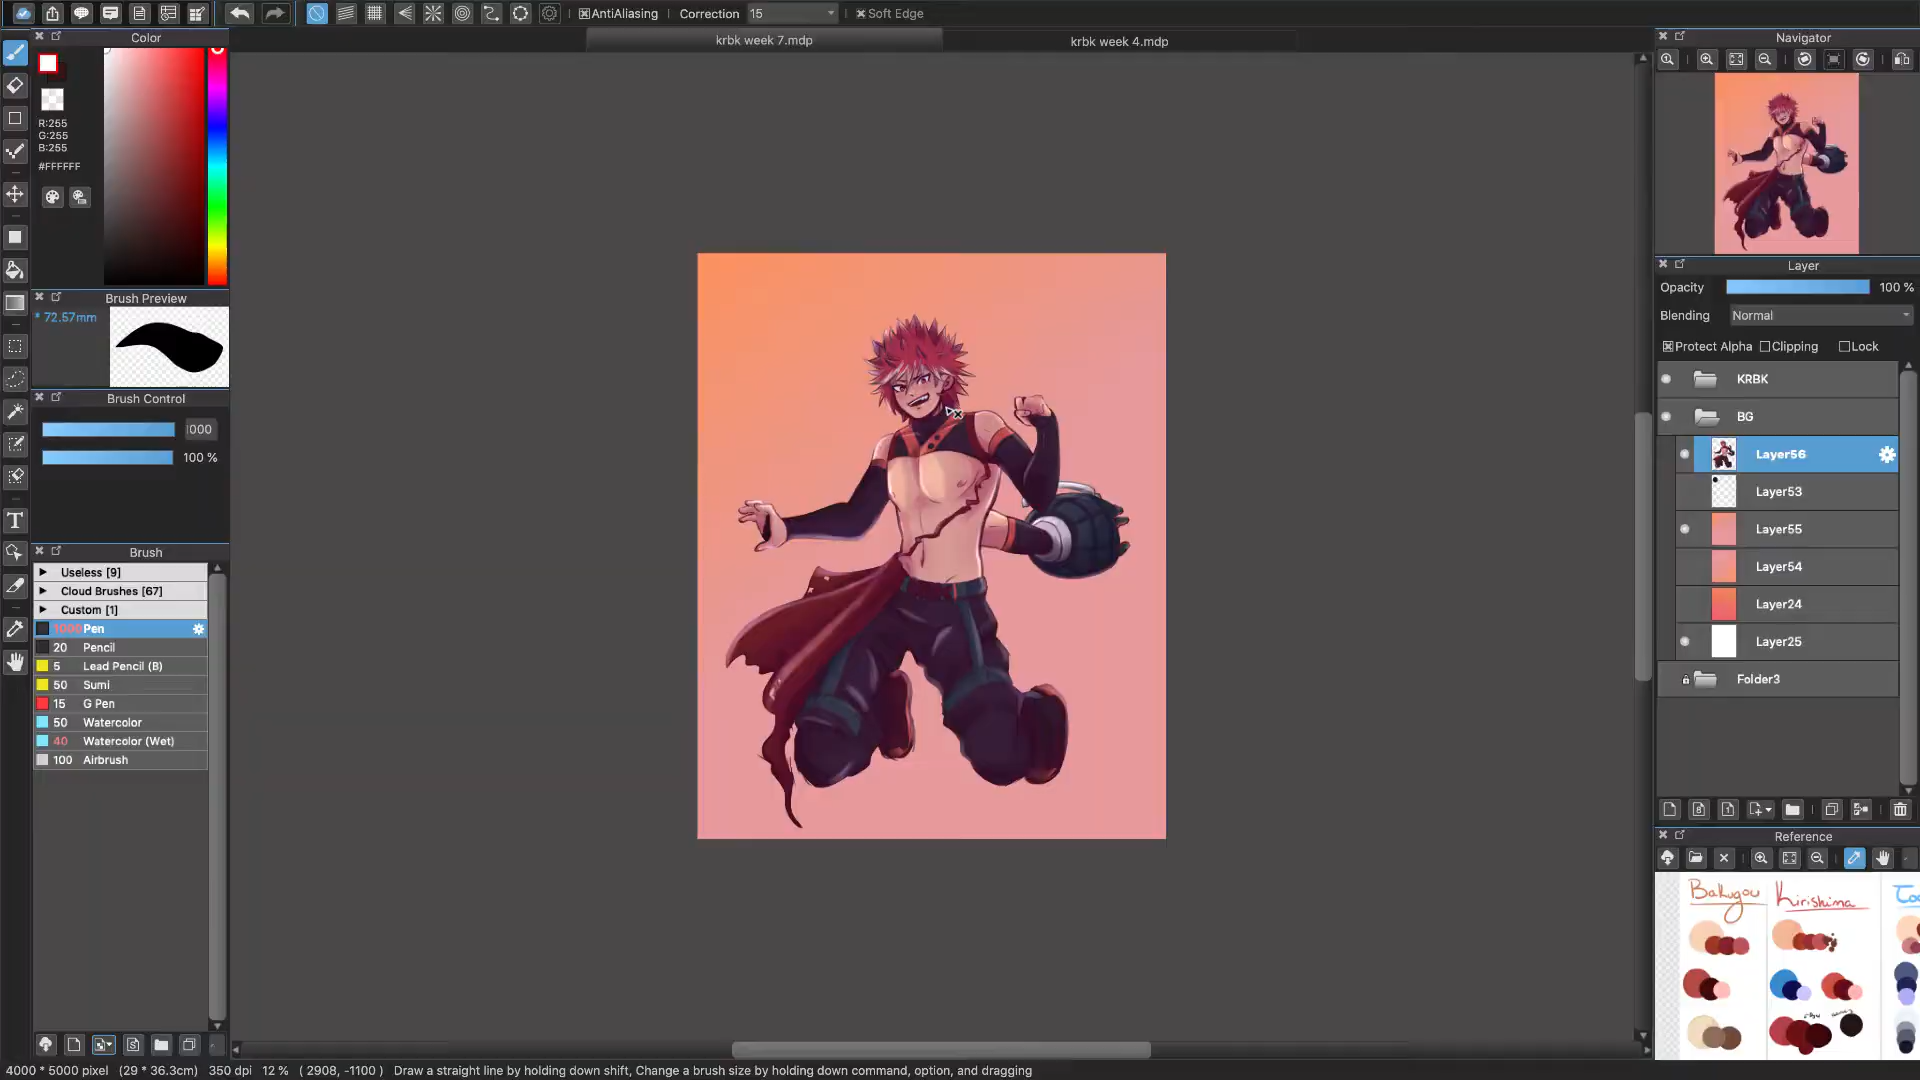 AntiAliasing Correction 15 Soft Edge
krbk week 7.mdp krbk week 4.mdp
Color
R:255
G:255
B:255
#FFFFFF
Brush Preview
* 72.57mm
Brush Control
000
100 %
Brush
Useless [9]
Cloud Brushes [67]
Custom [1]
1000 Pen
20 Pencil
5 Lead Pencil (B)
50 Sumi
15 G Pen
50 Watercolor
40 Watercolor (Wet)
100 Airbrush
Navigator
Layer
Opacity 100 %
Blending Normal
Protect Alpha Clipping Lock
KRBK
BG
Layer56
Layer53
Layer55
Layer54
Layer24
Layer25
Folder3
Reference
Bakugou Kirishima
4000 * 5000 pixel (29 * 36.3cm) 350 dpi 12 % ( 2908, -1100 ) Draw a straight line by holding down shift, Change a brush size by holding down command, option, and dragging